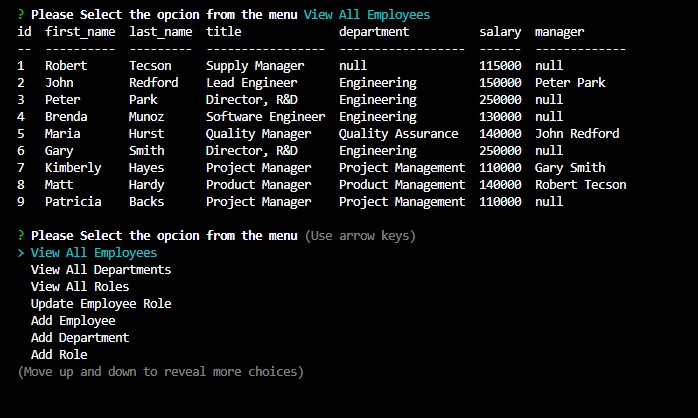 ? Please Select the opcion from the menu View All Employees
id  first_name  last_name  title              department          salary  manager
--  ----------  ---------  -----------------  ------------------  ------  -------------
1   Robert      Tecson     Supply Manager     null                115000  null
2   John        Redford    Lead Engineer      Engineering         150000  Peter Park
3   Peter       Park       Director, R&D      Engineering         250000  null
4   Brenda      Munoz      Software Engineer  Engineering         130000  null
5   Maria       Hurst      Quality Manager    Quality Assurance   140000  John Redford
6   Gary        Smith      Director, R&D      Engineering         250000  null
7   Kimberly    Hayes      Project Manager    Project Management  110000  Gary Smith
8   Matt        Hardy      Product Manager    Product Management  140000  Robert Tecson
9   Patricia    Backs      Project Manager    Project Management  110000  null
? Please Select the opcion from the menu (Use arrow keys)
> View All Employees
  View All Departments
  View All Roles
  Update Employee Role
  Add Employee
  Add Department
  Add Role
(Move up and down to reveal more choices)